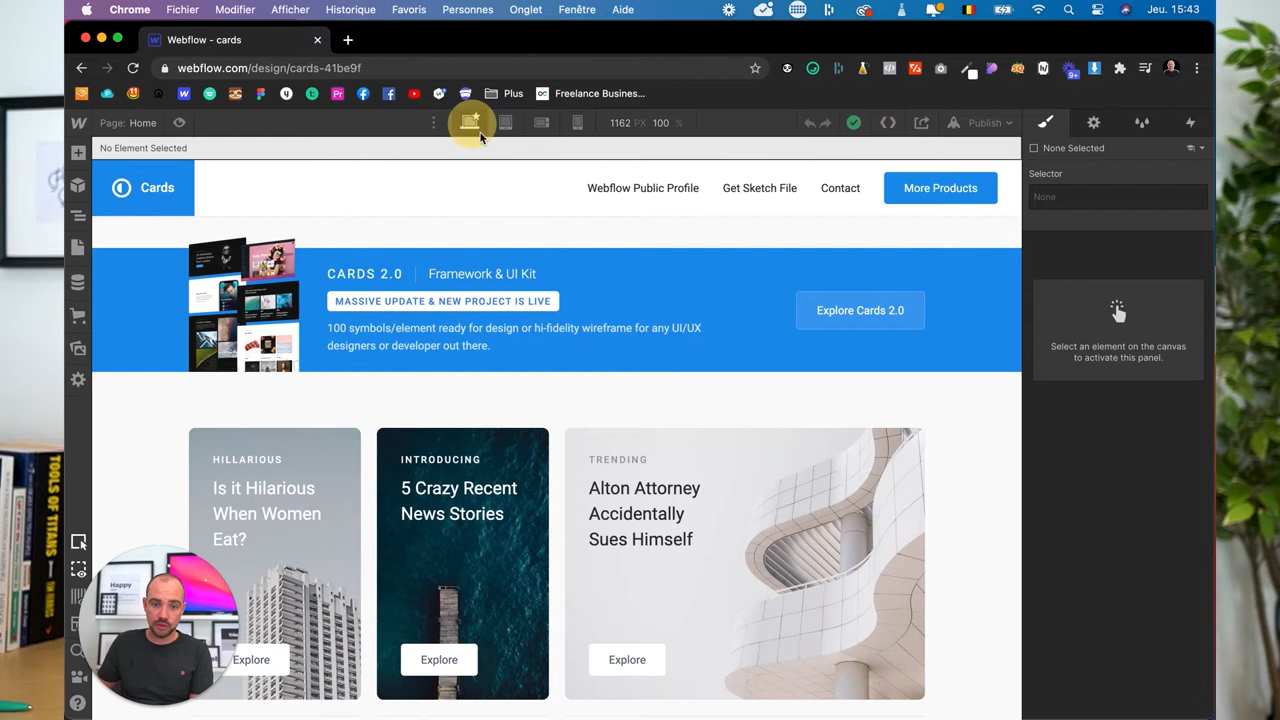 Chrome Fichier Modifier Afficher Historique Favoris Personnes Onglet Fenêtre Aide Jeu. 15:43
Webflow - cards
webflow.com/design/cards-41be9f
9+
Plus Freelance Busines...
Page: Home 1162 PX 100 % Publish
No Element Selected
None Selected
Selector
None
Cards
Webflow Public Profile Get Sketch File Contact More Products
CARDS 2.0 Framework & UI Kit
MASSIVE UPDATE & NEW PROJECT IS LIVE
100 symbols/element ready for design or hi-fidelity wireframe for any UI/UX
designers or developer out there.
Explore Cards 2.0
Select an element on the canvas
to activate this panel.
HILLARIOUS
Is it Hilarious
When Women
Eat?
Explore
INTRODUCING
5 Crazy Recent
News Stories
Explore
TRENDING
Alton Attorney
Accidentally
Sues Himself
Explore
TOOLS OF TITANS
Happy